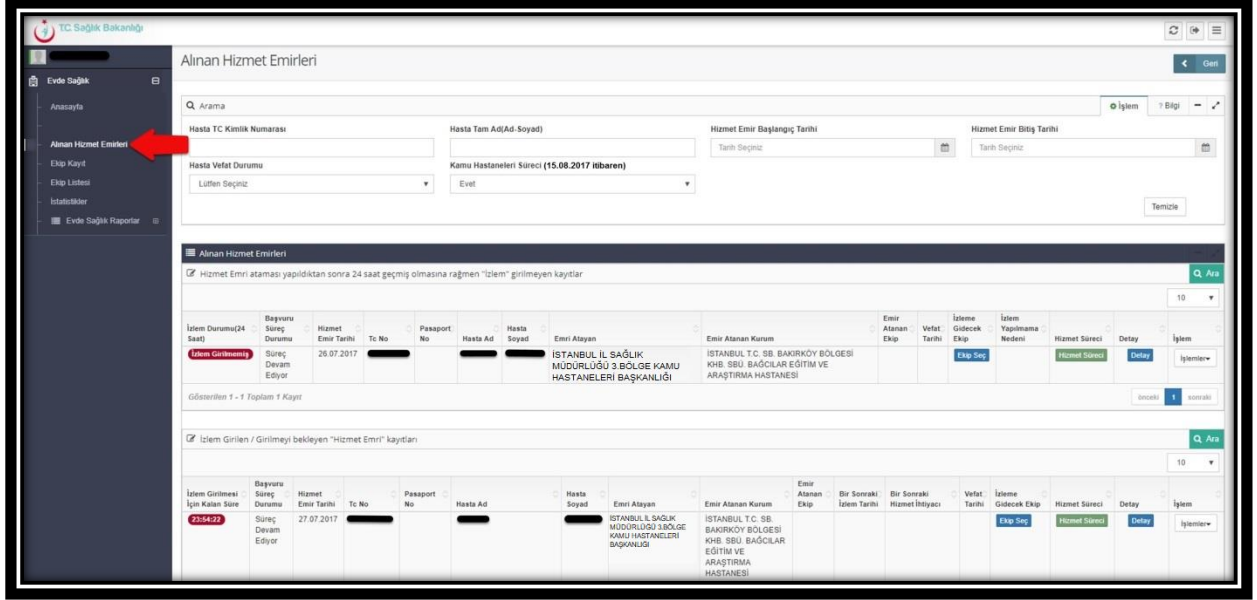 T.C. Sağlık Bakanlığı
Evde Sağlık
Anasayfa
Alınan Hizmet Emirleri
Ekip Kayıt
Ekip Listesi
İstatistikler
Evde Sağlık Raporlar
Alınan Hizmet Emirleri
Geri
Arama
İşlem
? Bilgi
Hasta TC Kimlik Numarası
Hasta Tam Ad(Ad-Soyad)
Hizmet Emir Başlangıç Tarihi
Hizmet Emir Bitiş Tarihi
Tarih Seçiniz
Tarih Seçiniz
Hasta Vefat Durumu
Kamu Hastaneleri Süreci (15.08.2017 itibaren)
Lütfen Seçiniz
Evet
Temizle
Alınan Hizmet Emirleri
Hizmet Emri ataması yapıldıktan sonra 24 saat geçmiş olmasına rağmen "İzlem" girilmeyen kayıtlar
Ara
10
İzlem Durumu(24 Saat)
Başvuru Süreç Durumu
Hizmet Emir Tarihi
Tc No
Pasaport No
Hasta Ad
Hasta Soyad
Emri Atayan
Emir Atanan Kurum
Emir Atanan Ekip
Vefat Tarihi
İzleme Gidecek Ekip
İzlem Yapılmama Nedeni
Hizmet Süreci
Detay
İşlem
İzlem Girilmemiş
Süreç Devam Ediyor
26.07.2017
İSTANBUL İL SAĞLIK
MÜDÜRLÜĞÜ 3.BÖLGE KAMU
HASTANELERİ BAŞKANLIĞI
İSTANBUL T.C. SB. BAKIRKÖY BÖLGESİ
KHB. SBÜ. BAĞCILAR EĞİTİM VE
ARAŞTIRMA HASTANESİ
Ekip Seç
Hizmet Süreci
Detay
İşlemler
Gösterilen 1 - 1 Toplam 1 Kayıt
önceki
1
sonraki
İzlem Girilen / Girilmeyi bekleyen "Hizmet Emri" kayıtları
Ara
10
İzlem Girilmesi İçin Kalan Süre
Başvuru Süreç Durumu
Hizmet Emir Tarihi
Tc No
Pasaport No
Hasta Ad
Hasta Soyad
Emri Atayan
Emir Atanan Kurum
Emir Atanan Ekip
Bir Sonraki İzlem Tarihi
Bir Sonraki Hizmet İhtiyacı
Vefat Tarihi
İzleme Gidecek Ekip
Hizmet Süreci
Detay
İşlem
23:54:22
Süreç Devam Ediyor
27.07.2017
İSTANBUL İL SAĞLIK
MÜDÜRLÜĞÜ 3.BÖLGE
KAMU HASTANELERİ
BAŞKANLIĞI
İSTANBUL T.C. SB.
BAKIRKÖY BÖLGESİ
KHB. SBÜ. BAĞCILAR
EĞİTİM VE
ARAŞTIRMA
HASTANESİ
Ekip Seç
Hizmet Süreci
Detay
İşlemler